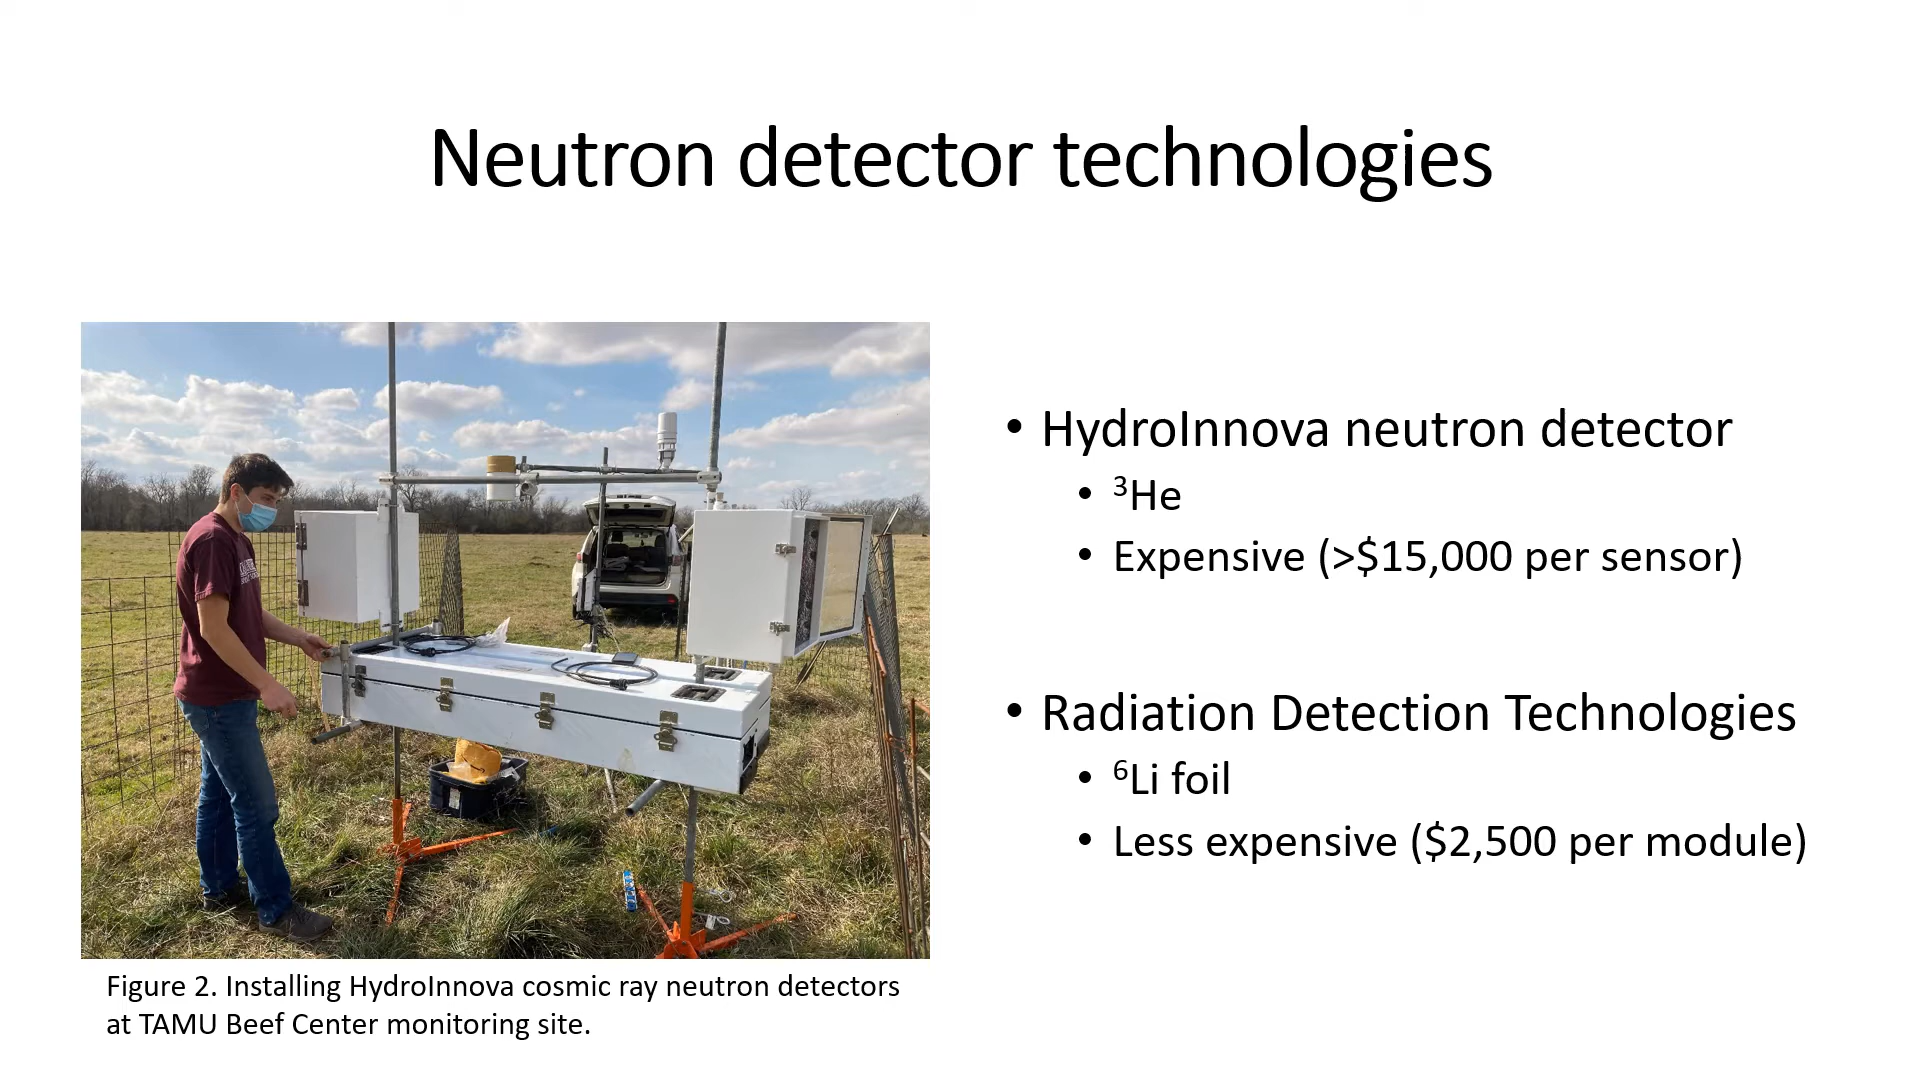 Neutron detector technologies
• HydroInnova neutron detector
• ³He
• Expensive (>$15,000 per sensor)
• Radiation Detection Technologies
• ⁶Li foil
• Less expensive ($2,500 per module)
Figure 2. Installing HydroInnova cosmic ray neutron detectors
at TAMU Beef Center monitoring site.